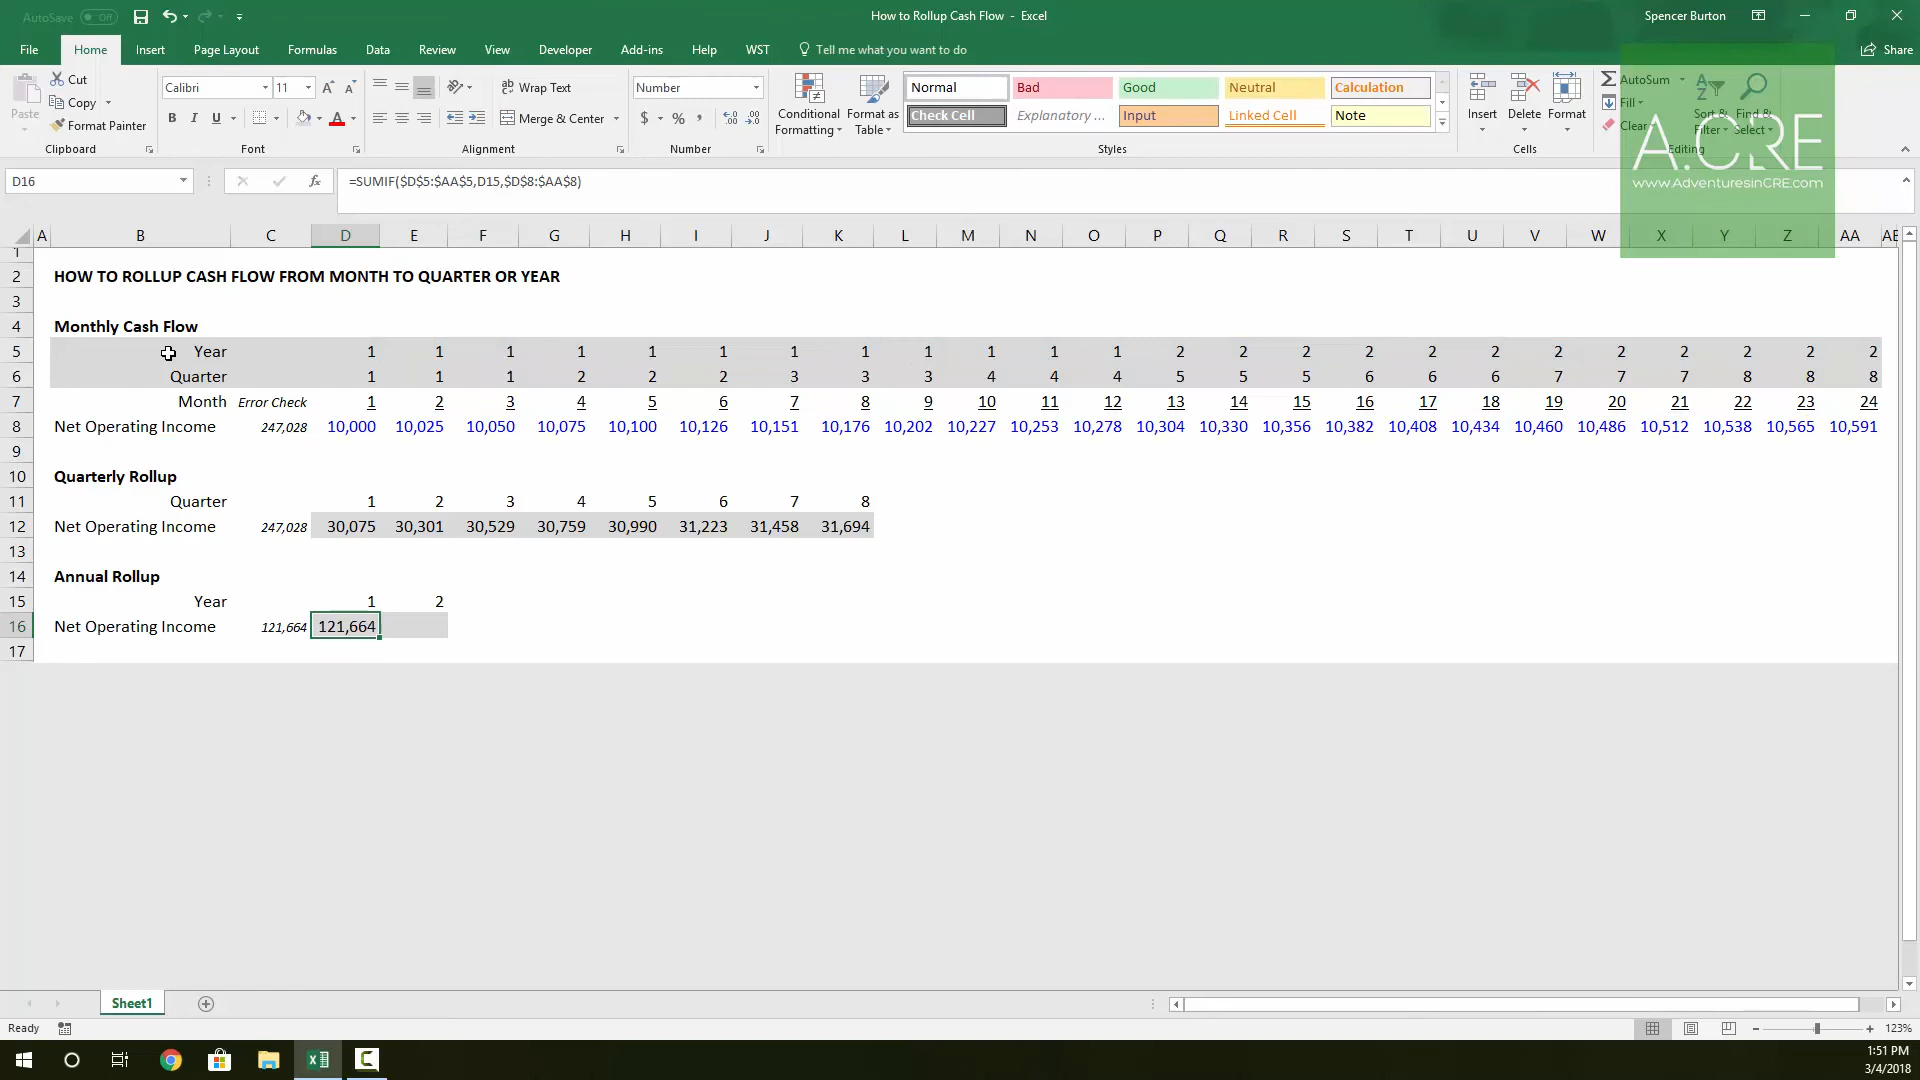 AutoSave Off
How to Rollup Cash Flow - Excel
Spencer Burton
File Home Insert Page Layout Formulas Data Review View Developer Add-ins Help WST Tell me what you want to do Share
Paste
Cut
Copy
Format Painter
Clipboard
Calibri 11
B I U
Font
Wrap Text
Merge & Center
Alignment
Number
$ % ,
Number
Conditional Formatting
Format as Table
Normal Bad Good Neutral Calculation
Check Cell Explanatory ... Input Linked Cell Note
Styles
Insert Delete Format
Cells
AutoSum
Fill
Clear
Sort & Filter
Find & Select
Editing
A.CRE
www.AdventuresinCRE.com
D16 fx =SUMIF($D$5:$AA$5,D15,$D$8:$AA$8)
A B C D E F G H I J K L M N O P Q R S T U V W X Y Z AA AE
1
2 HOW TO ROLLUP CASH FLOW FROM MONTH TO QUARTER OR YEAR
3
4 Monthly Cash Flow
5 Year 1 1 1 1 1 1 1 1 1 1 1 1 2 2 2 2 2 2 2 2 2 2 2 2
6 Quarter 1 1 1 2 2 2 3 3 3 4 4 4 5 5 5 6 6 6 7 7 7 8 8 8
7 Month Error Check 1 2 3 4 5 6 7 8 9 10 11 12 13 14 15 16 17 18 19 20 21 22 23 24
8 Net Operating Income 247,028 10,000 10,025 10,050 10,075 10,100 10,126 10,151 10,176 10,202 10,227 10,253 10,278 10,304 10,330 10,356 10,382 10,408 10,434 10,460 10,486 10,512 10,538 10,565 10,591
9
10 Quarterly Rollup
11 Quarter 1 2 3 4 5 6 7 8
12 Net Operating Income 247,028 30,075 30,301 30,529 30,759 30,990 31,223 31,458 31,694
13
14 Annual Rollup
15 Year 1 2
16 Net Operating Income 121,664 121,664
17
Sheet1
Ready
123%
1:51 PM
3/4/2018